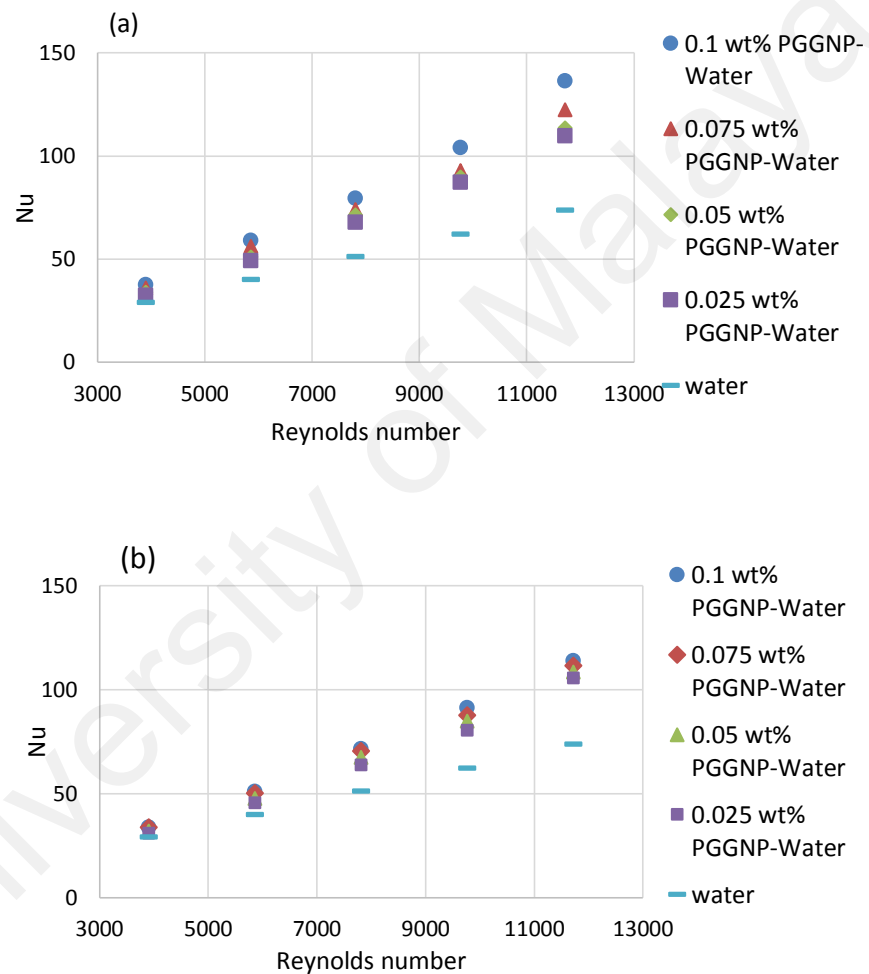 (a)
150
100
50
0
Nu
3000 5000 7000 9000 11000 13000
Reynolds number
0.1 wt% PGGNP-
Water
0.075 wt%
PGGNP-Water
0.05 wt%
PGGNP-Water
0.025 wt%
PGGNP-Water
water
(b)
150
100
50
0
Nu
3000 5000 7000 9000 11000 13000
Reynolds number
0.1 wt%
PGGNP-Water
0.075 wt%
PGGNP-Water
0.05 wt%
PGGNP-Water
0.025 wt%
PGGNP-Water
water
iversity of Malaya